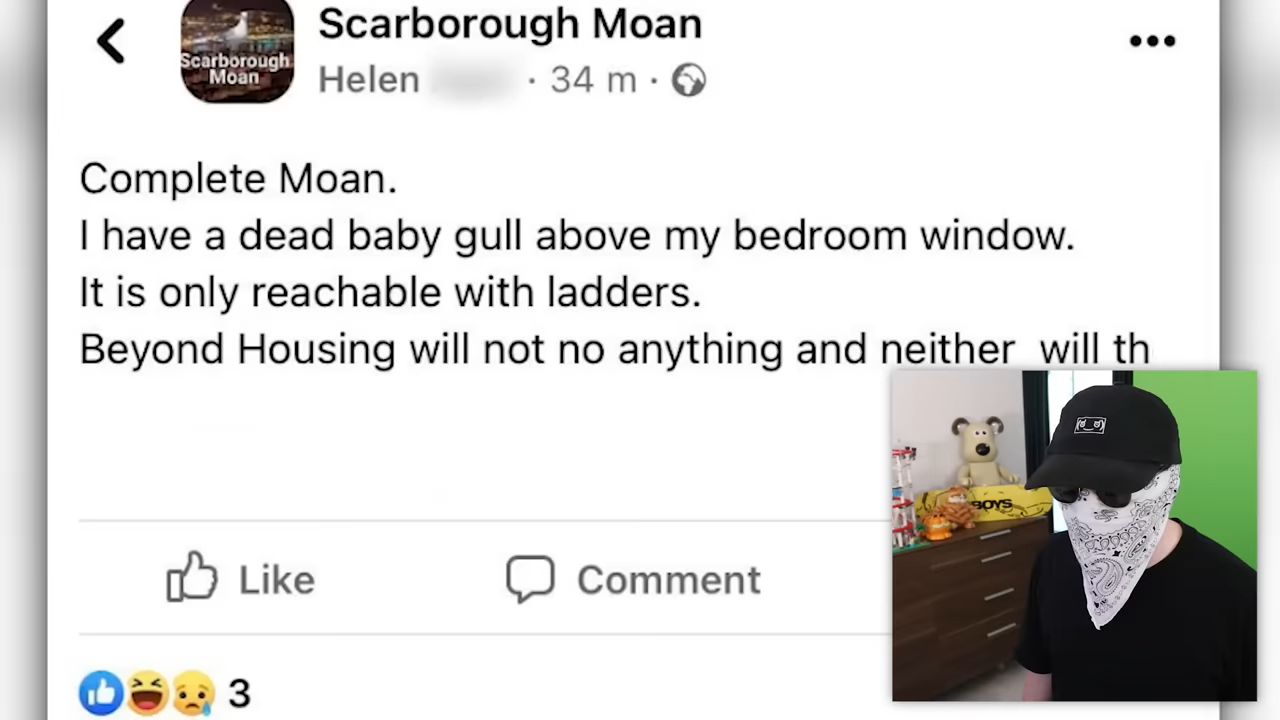 Scarborough Moan
Scarborough
Moan
Helen · 34 m ·
Complete Moan.
I have a dead baby gull above my bedroom window.
It is only reachable with ladders.
Beyond Housing will not no anything and neither will th
BOYS
Like
Comment
3